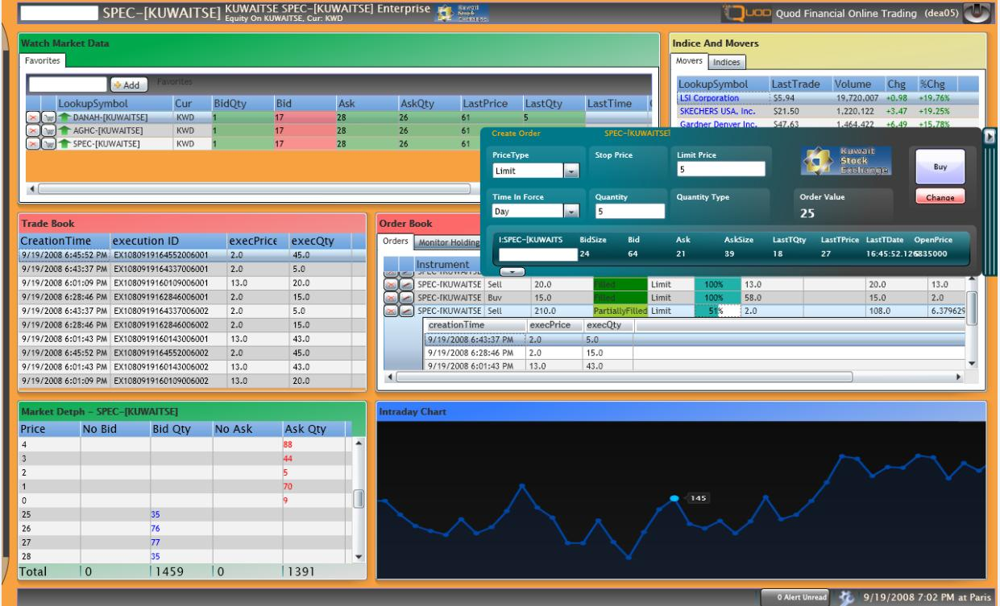 SPEC-[KUWAITSE] KUWAITSE SPEC-[KUWAITSE] Enterprise
Equity On KUWAITSE, Cur: KWD
Kuwait Stock Exchange
Quod Quod Financial Online Trading (dea05)
Watch Market Data
Favorites
Add Favorites
LookupSymbol Cur BidQty Bid Ask AskQty LastPrice LastQty LastTime
DANAH-[KUWAITSE] KWD 1 17 28 26 61 5
AGHC-[KUWAITSE] KWD 1 17 28 26 61
SPEC-[KUWAITSE] KWD 1 17 28 26 61
Indice And Movers
Movers Indices
LookupSymbol LastTrade Volume Chg %Chg
LSI Corporation $5.94 19,720,007 +0.98 +19.76%
SKECHERS USA, Inc. $21.50 1,220,122 +3.47 +19.25%
Gardner Denver Inc. $47.63 1,464,422 +6.49 +15.78%
Create Order SPEC-[KUWAITSE]
PriceType Stop Price Limit Price
Limit 5
Kuwait
Stock
Exchange
Buy
Time In Force Quantity Quantity Type Order Value Change
Day 5 25
I:SPEC-[KUWAITS BidSize Bid Ask AskSize LastTQty LastTPrice LastTDate OpenPrice
24 64 21 39 18 27 16:45:52.126835000
Trade Book
CreationTime execution ID execPrice execQty
9/19/2008 6:45:52 PM EX1080919164552006001 2.0 45.0
9/19/2008 6:43:37 PM EX1080919164337006001 2.0 5.0
9/19/2008 6:01:09 PM EX1080919160109006001 13.0 20.0
9/19/2008 6:28:46 PM EX1080919162846006001 2.0 15.0
9/19/2008 6:43:37 PM EX1080919164337006002 2.0 5.0
9/19/2008 6:28:46 PM EX1080919162846006002 2.0 15.0
9/19/2008 6:01:43 PM EX1080919160143006001 13.0 43.0
9/19/2008 6:45:52 PM EX1080919164552006002 2.0 45.0
9/19/2008 6:01:43 PM EX1080919160143006002 13.0 43.0
9/19/2008 6:01:09 PM EX1080919160109006002 13.0 20.0
Order Book
Orders Monitor Holding
Instrument
SPEC-[KUWAITSE Sell 20.0 Filled Limit 100% 13.0 20.0 13.0
SPEC-[KUWAITSE Buy 15.0 Filled Limit 100% 58.0 15.0 2.0
SPEC-[KUWAITSE Sell 210.0 PartiallyFilled Limit 51% 2.0 108.0 6.379629
creationTime execPrice execQty
9/19/2008 6:43:37 PM 2.0 5.0
9/19/2008 6:28:46 PM 2.0 15.0
9/19/2008 6:01:43 PM 13.0 43.0
Market Detph - SPEC-[KUWAITSE]
Price No Bid Bid Qty No Ask Ask Qty
4 88
3 44
2 5
1 70
0 9
25 35
26 76
27 77
28 35
Total 0 1459 0 1391
Intraday Chart
145
0 Alert Unread 9/19/2008 7:02 PM at Paris